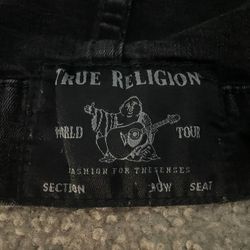 TRUE RELIGION
WORLD TOUR
FASHION FOR THE SENSES
SECTION ROW SEAT